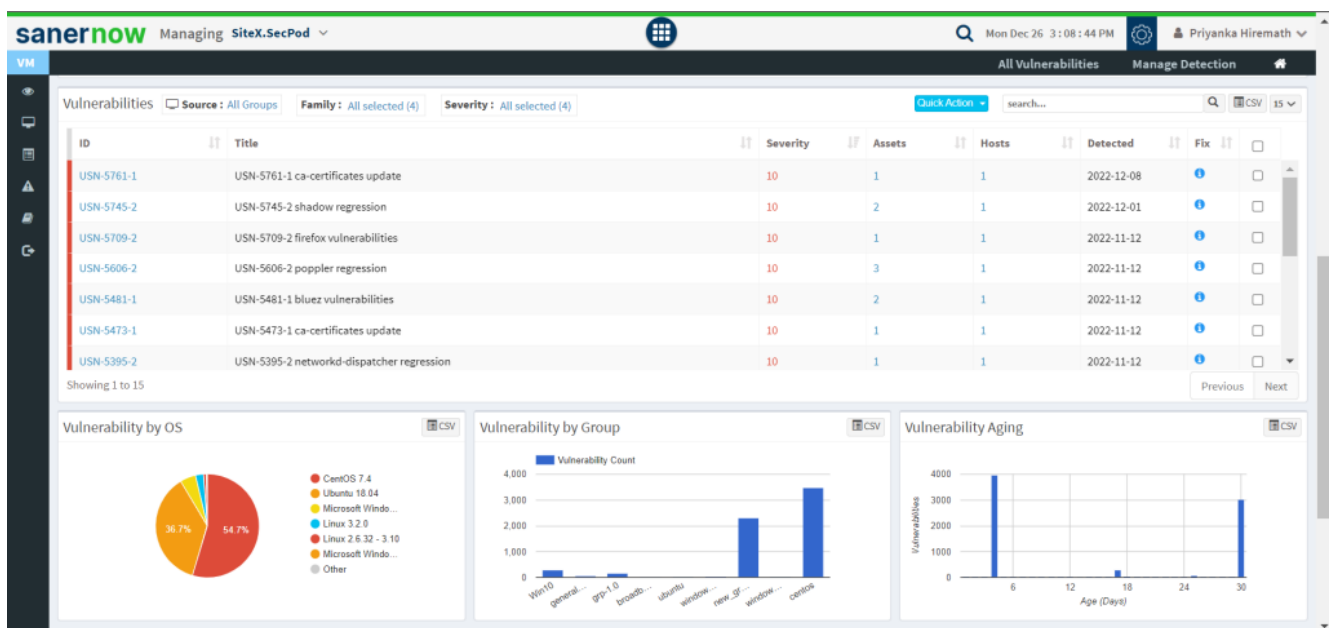 sanernow Managing SiteX.SecPod Mon Dec 26 3:08:44 PM Priyanka Hiremath
VM All Vulnerabilities Manage Detection
Vulnerabilities Source : All Groups Family : All selected (4) Severity : All selected (4) Quick Action search... CSV 15
ID Title Severity Assets Hosts Detected Fix
USN-5761-1 USN-5761-1 ca-certificates update 10 1 1 2022-12-08
USN-5745-2 USN-5745-2 shadow regression 10 2 1 2022-12-01
USN-5709-2 USN-5709-2 firefox vulnerabilities 10 1 1 2022-11-12
USN-5606-2 USN-5606-2 poppler regression 10 3 1 2022-11-12
USN-5481-1 USN-5481-1 bluez vulnerabilities 10 2 1 2022-11-12
USN-5473-1 USN-5473-1 ca-certificates update 10 1 1 2022-11-12
USN-5395-2 USN-5395-2 networkd-dispatcher regression 10 1 1 2022-11-12
Showing 1 to 15 Previous Next
Vulnerability by OS CSV
36.7% 54.7%
CentOS 7.4
Ubuntu 18.04
Microsoft Windo...
Linux 3.2.0
Linux 2.6.32 - 3.10
Microsoft Windo...
Other
Vulnerability by Group CSV
Vulnerability Count
4,000
3,000
2,000
1,000
0
Win10 general... grp-1.0 broadb... ubuntu window... new_gr... window... centos
Vulnerability Aging CSV
Vulnerabilities
4000
3000
2000
1000
0
6 12 18 24 30
Age (Days)